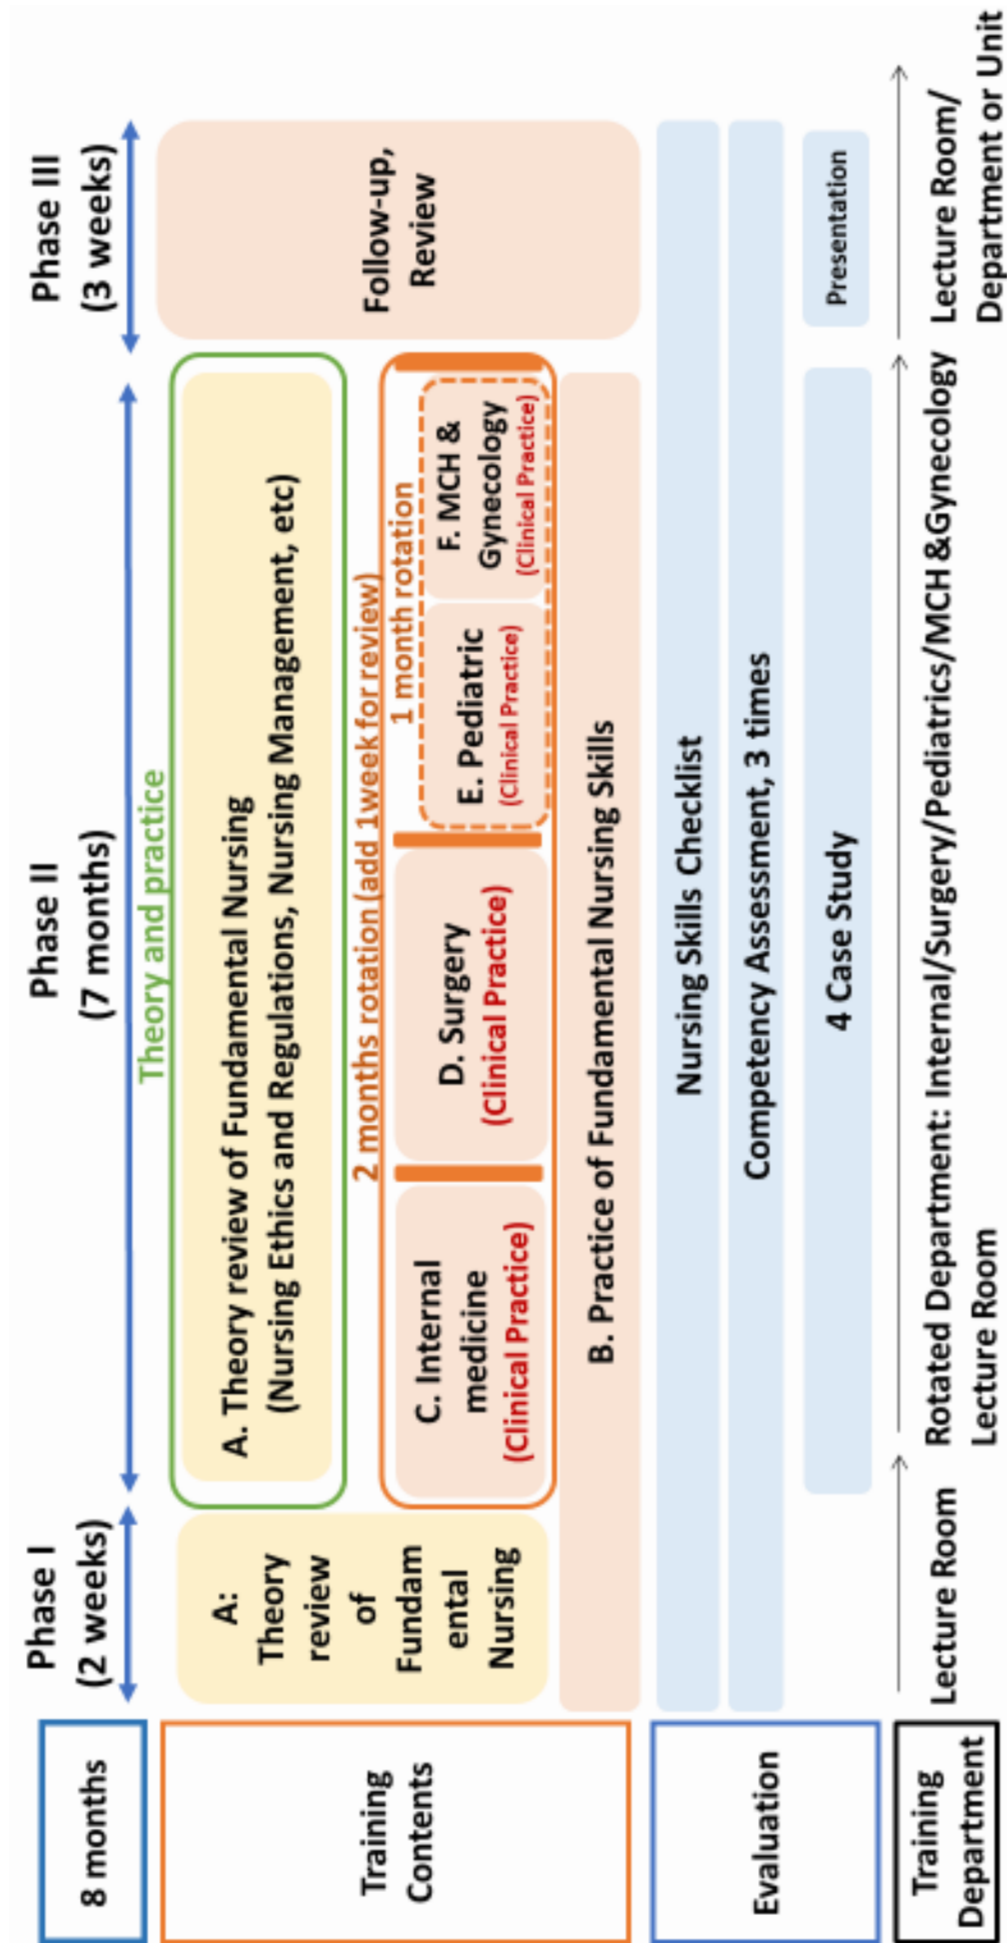 8 months
Phase I
(2 weeks)
Phase II
(7 months)
Phase III
(3 weeks)
Training
Contents
A:
Theory
review
of
Fundam
ental
Nursing
Theory and practice
A. Theory review of Fundamental Nursing
(Nursing Ethics and Regulations, Nursing Management, etc)
2 months rotation(add 1week for review)
1 month rotation
C. Internal
medicine
(Clinical Practice)
D. Surgery
(Clinical Practice)
E. Pediatric
(Clinical Practice)
F. MCH &
Gynecology
(Clinical Practice)
B. Practice of Fundamental Nursing Skills
Follow-up,
Review
Evaluation
Nursing Skills Checklist
Competency Assessment, 3 times
4 Case Study
Presentation
Training
Department
Lecture Room
Rotated Department: Internal/Surgery/Pediatrics/MCH &Gynecology
Lecture Room
Lecture Room/
Department or Unit